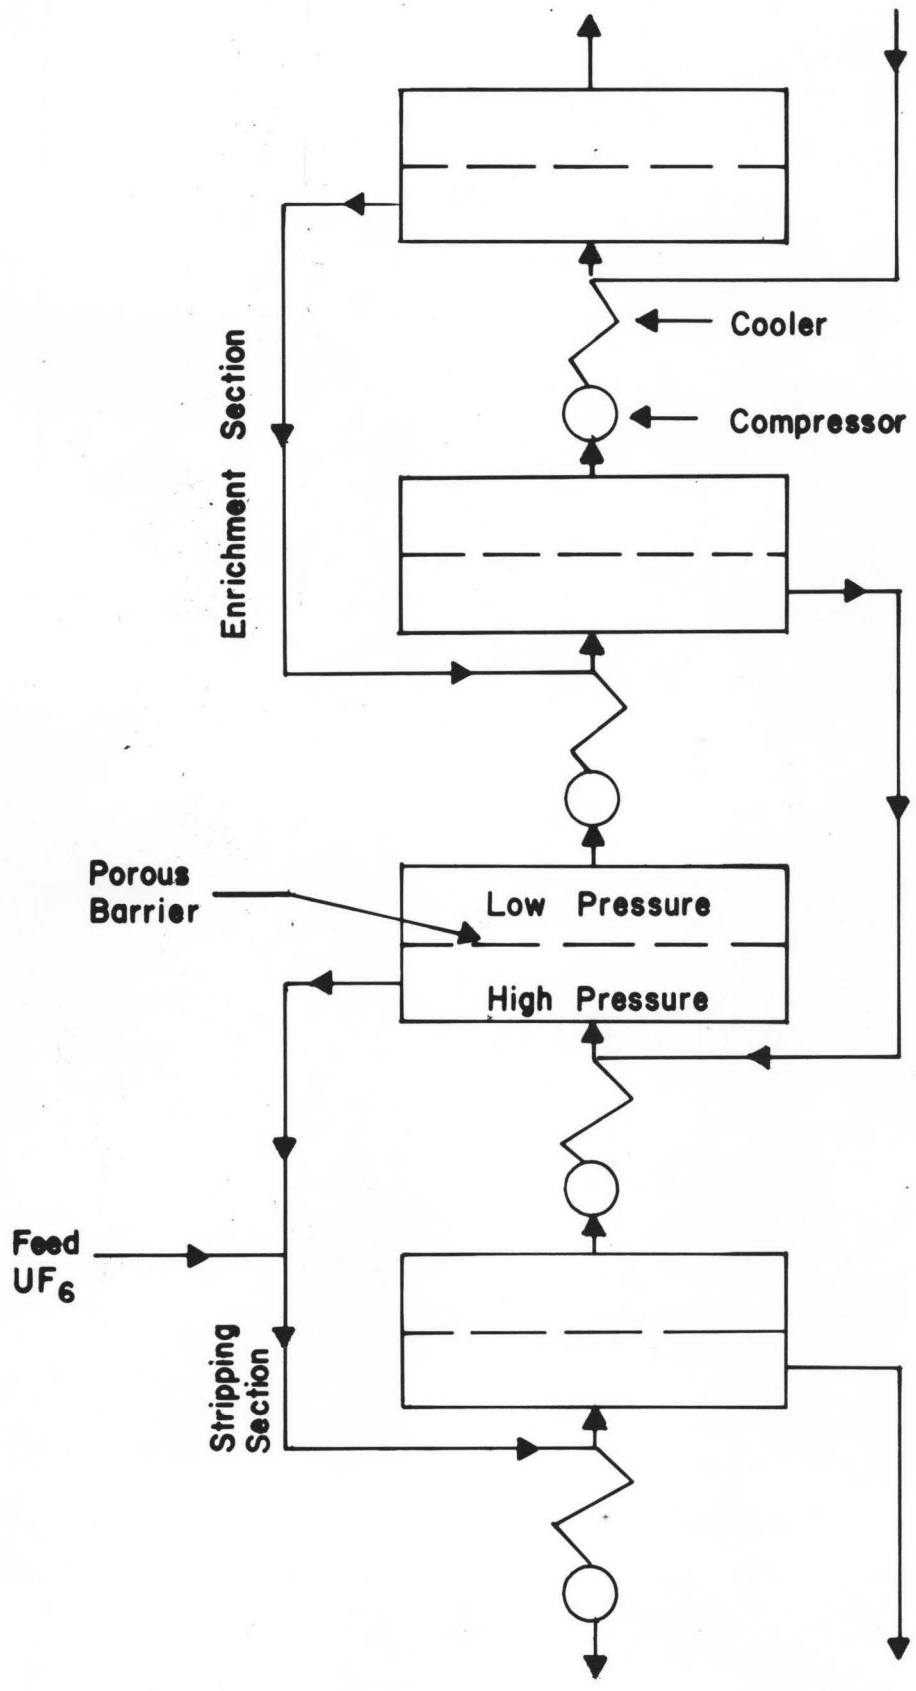 Cooler
Compressor
Enrichment Section
Porous
Barrier
Low Pressure
High Pressure
Feed
UF₆
Stripping
Section